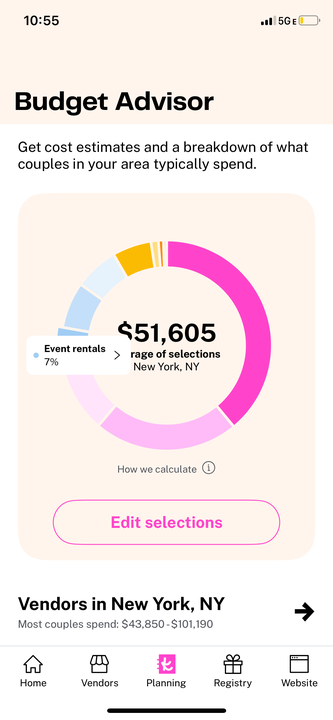 10:55
5G E
Budget Advisor
Get cost estimates and a breakdown of what
couples in your area typically spend.
$51,605
Event rentals
7%
rage of selections
New York, NY
How we calculate
Edit selections
Vendors in New York, NY
Most couples spend: $43,850 - $101,190
Home
Vendors
Planning
Registry
Website